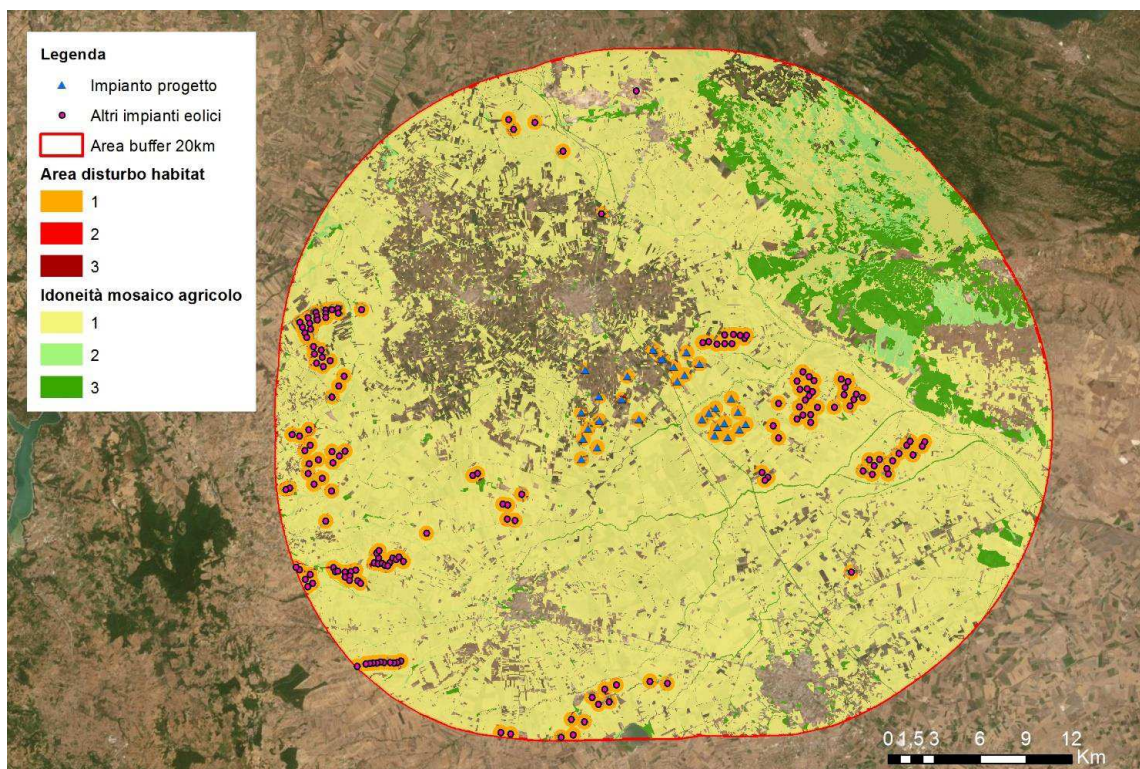 Legenda
Impianto progetto
Altri impianti eolici
Area buffer 20km
Area disturbo habitat
1
2
3
Idoneità mosaico agricolo
1
2
3
0 1,5 3 6 9 12
Km